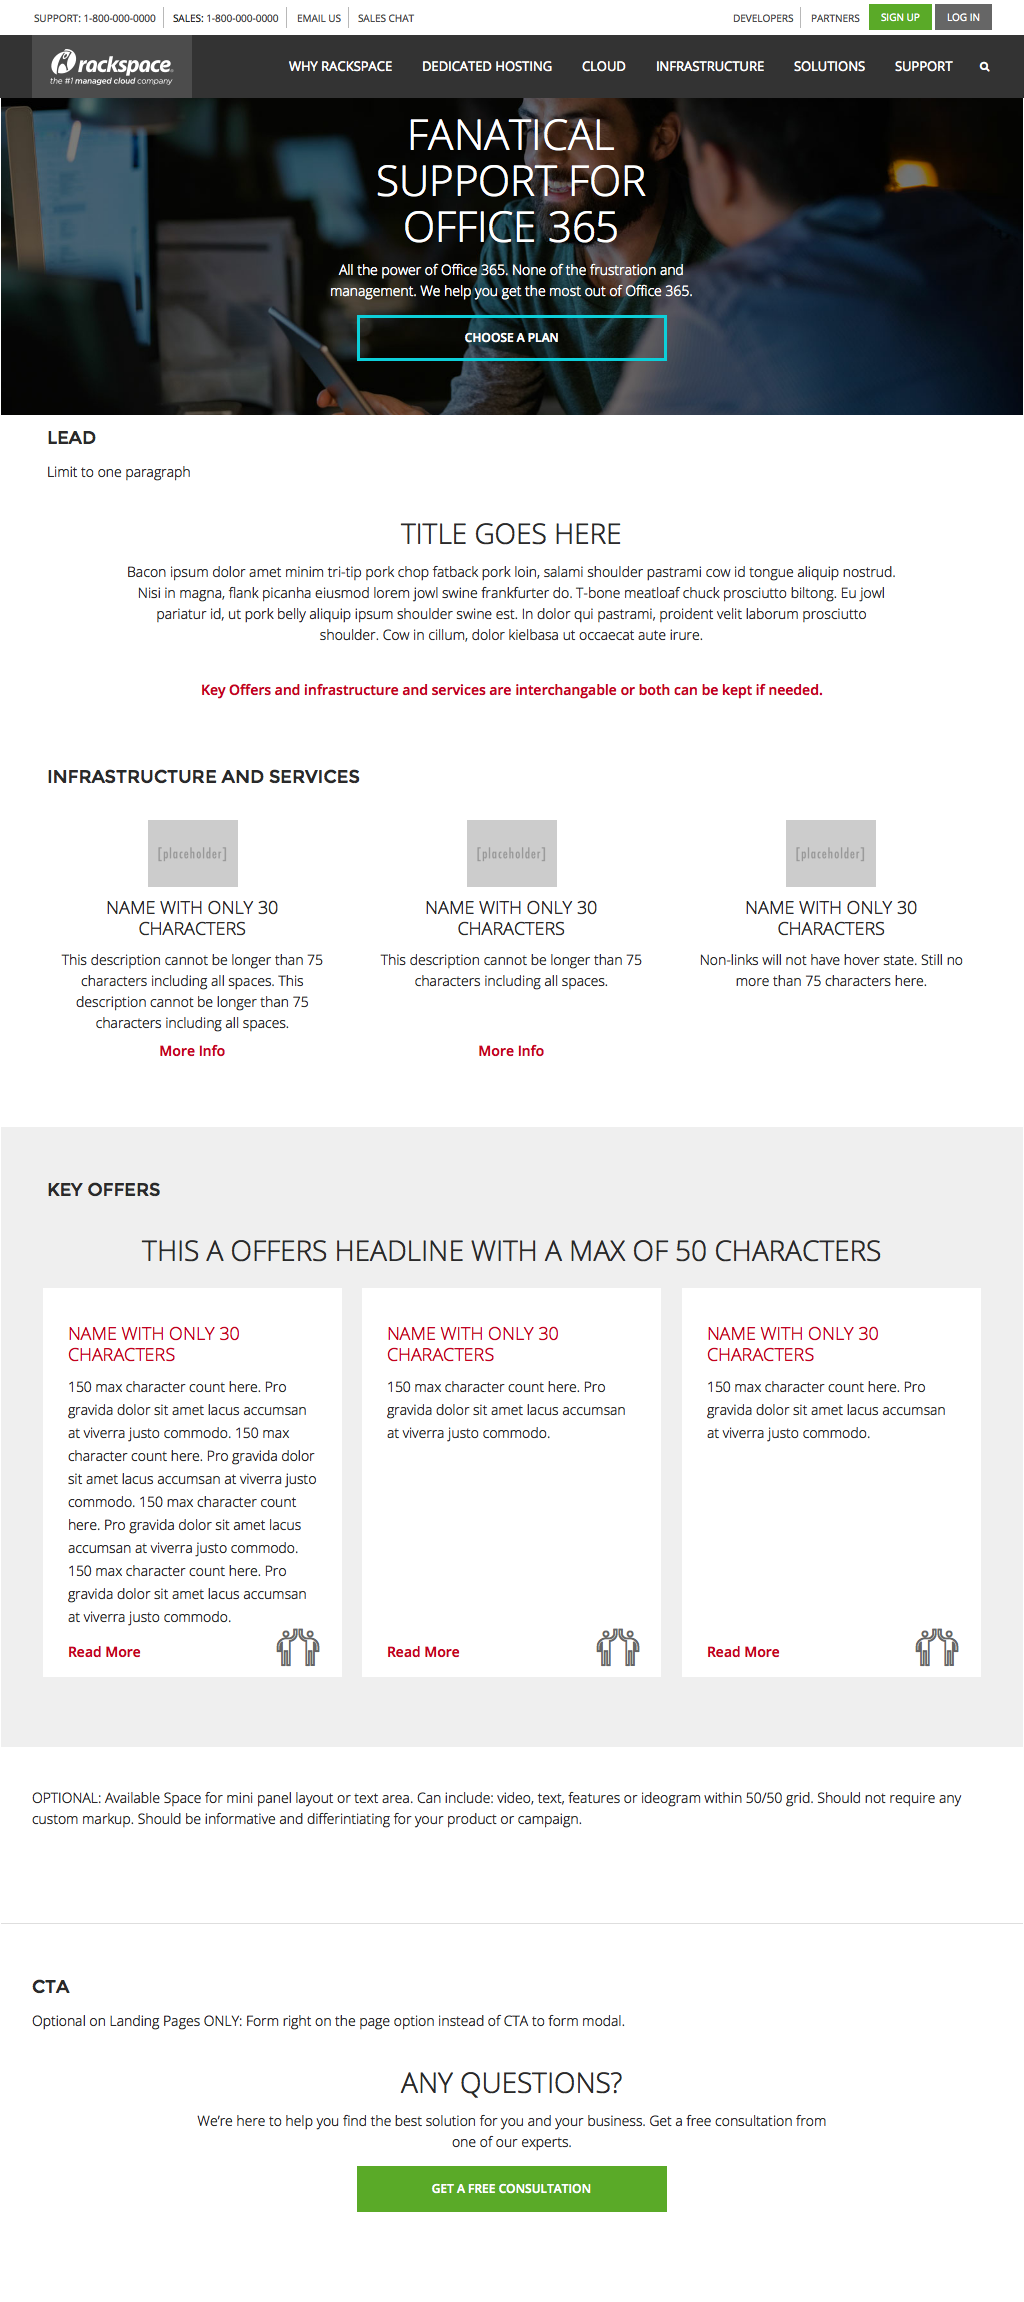 SUPPORT: 1-800-000-0000 SALES: 1-800-000-0000 EMAIL US SALES CHAT DEVELOPERS PARTNERS SIGN UP LOG IN
rackspace
the #1 managed cloud company
WHY RACKSPACE DEDICATED HOSTING CLOUD INFRASTRUCTURE SOLUTIONS SUPPORT
FANATICAL
SUPPORT FOR
OFFICE 365
All the power of Office 365. None of the frustration and
management. We help you get the most out of Office 365.
CHOOSE A PLAN
LEAD
Limit to one paragraph
TITLE GOES HERE
Bacon ipsum dolor amet minim tri-tip pork chop fatback pork loin, salami shoulder pastrami cow id tongue aliquip nostrud.
Nisi in magna, flank picanha eiusmod lorem jowl swine frankfurter do. T-bone meatloaf chuck prosciutto biltong. Eu jowl
pariatur id, ut pork belly aliquip ipsum shoulder swine est. In dolor qui pastrami, proident velit laborum prosciutto
shoulder. Cow in cillum, dolor kielbasa ut occaecat aute irure.
Key Offers and infrastructure and services are interchangable or both can be kept if needed.
INFRASTRUCTURE AND SERVICES
[placeholder]
NAME WITH ONLY 30
CHARACTERS
This description cannot be longer than 75
characters including all spaces. This
description cannot be longer than 75
characters including all spaces.
More Info
[placeholder]
NAME WITH ONLY 30
CHARACTERS
This description cannot be longer than 75
characters including all spaces.
More Info
[placeholder]
NAME WITH ONLY 30
CHARACTERS
Non-links will not have hover state. Still no
more than 75 characters here.
KEY OFFERS
THIS A OFFERS HEADLINE WITH A MAX OF 50 CHARACTERS
NAME WITH ONLY 30
CHARACTERS
150 max character count here. Pro
gravida dolor sit amet lacus accumsan
at viverra justo commodo. 150 max
character count here. Pro gravida dolor
sit amet lacus accumsan at viverra justo
commodo. 150 max character count
here. Pro gravida dolor sit amet lacus
accumsan at viverra justo commodo.
150 max character count here. Pro
gravida dolor sit amet lacus accumsan
at viverra justo commodo.
Read More
NAME WITH ONLY 30
CHARACTERS
150 max character count here. Pro
gravida dolor sit amet lacus accumsan
at viverra justo commodo.
Read More
NAME WITH ONLY 30
CHARACTERS
150 max character count here. Pro
gravida dolor sit amet lacus accumsan
at viverra justo commodo.
Read More
OPTIONAL: Available Space for mini panel layout or text area. Can include: video, text, features or ideogram within 50/50 grid. Should not require any
custom markup. Should be informative and differintiating for your product or campaign.
CTA
Optional on Landing Pages ONLY: Form right on the page option instead of CTA to form modal.
ANY QUESTIONS?
We're here to help you find the best solution for you and your business. Get a free consultation from
one of our experts.
GET A FREE CONSULTATION